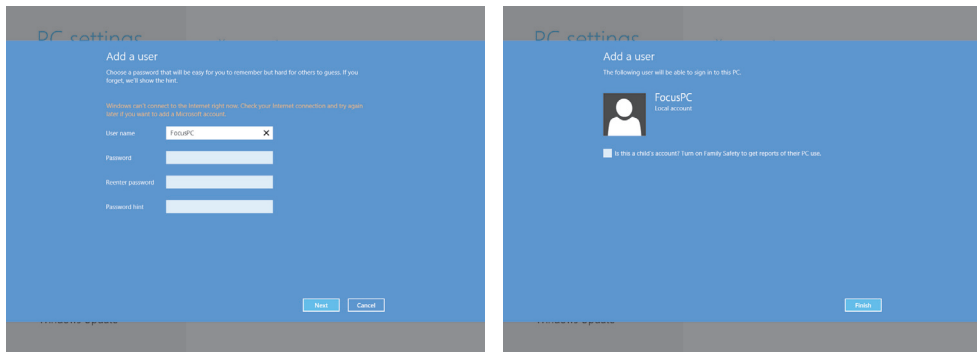 PC settings
Add a user
Choose a password that will be easy for you to remember but hard for others to guess. If you
forget, we'll show the hint.
Windows can't connect to the Internet right now. Check your Internet connection and try again
later if you want to add a Microsoft account.
User name
FocusPC
Password
Reenter password
Password hint
Next
Cancel
Windows Update
PC settings
Add a user
The following user will be able to sign in to this PC.
FocusPC
Local account
Is this a child's account? Turn on Family Safety to get reports of their PC use.
Finish
Windows Update